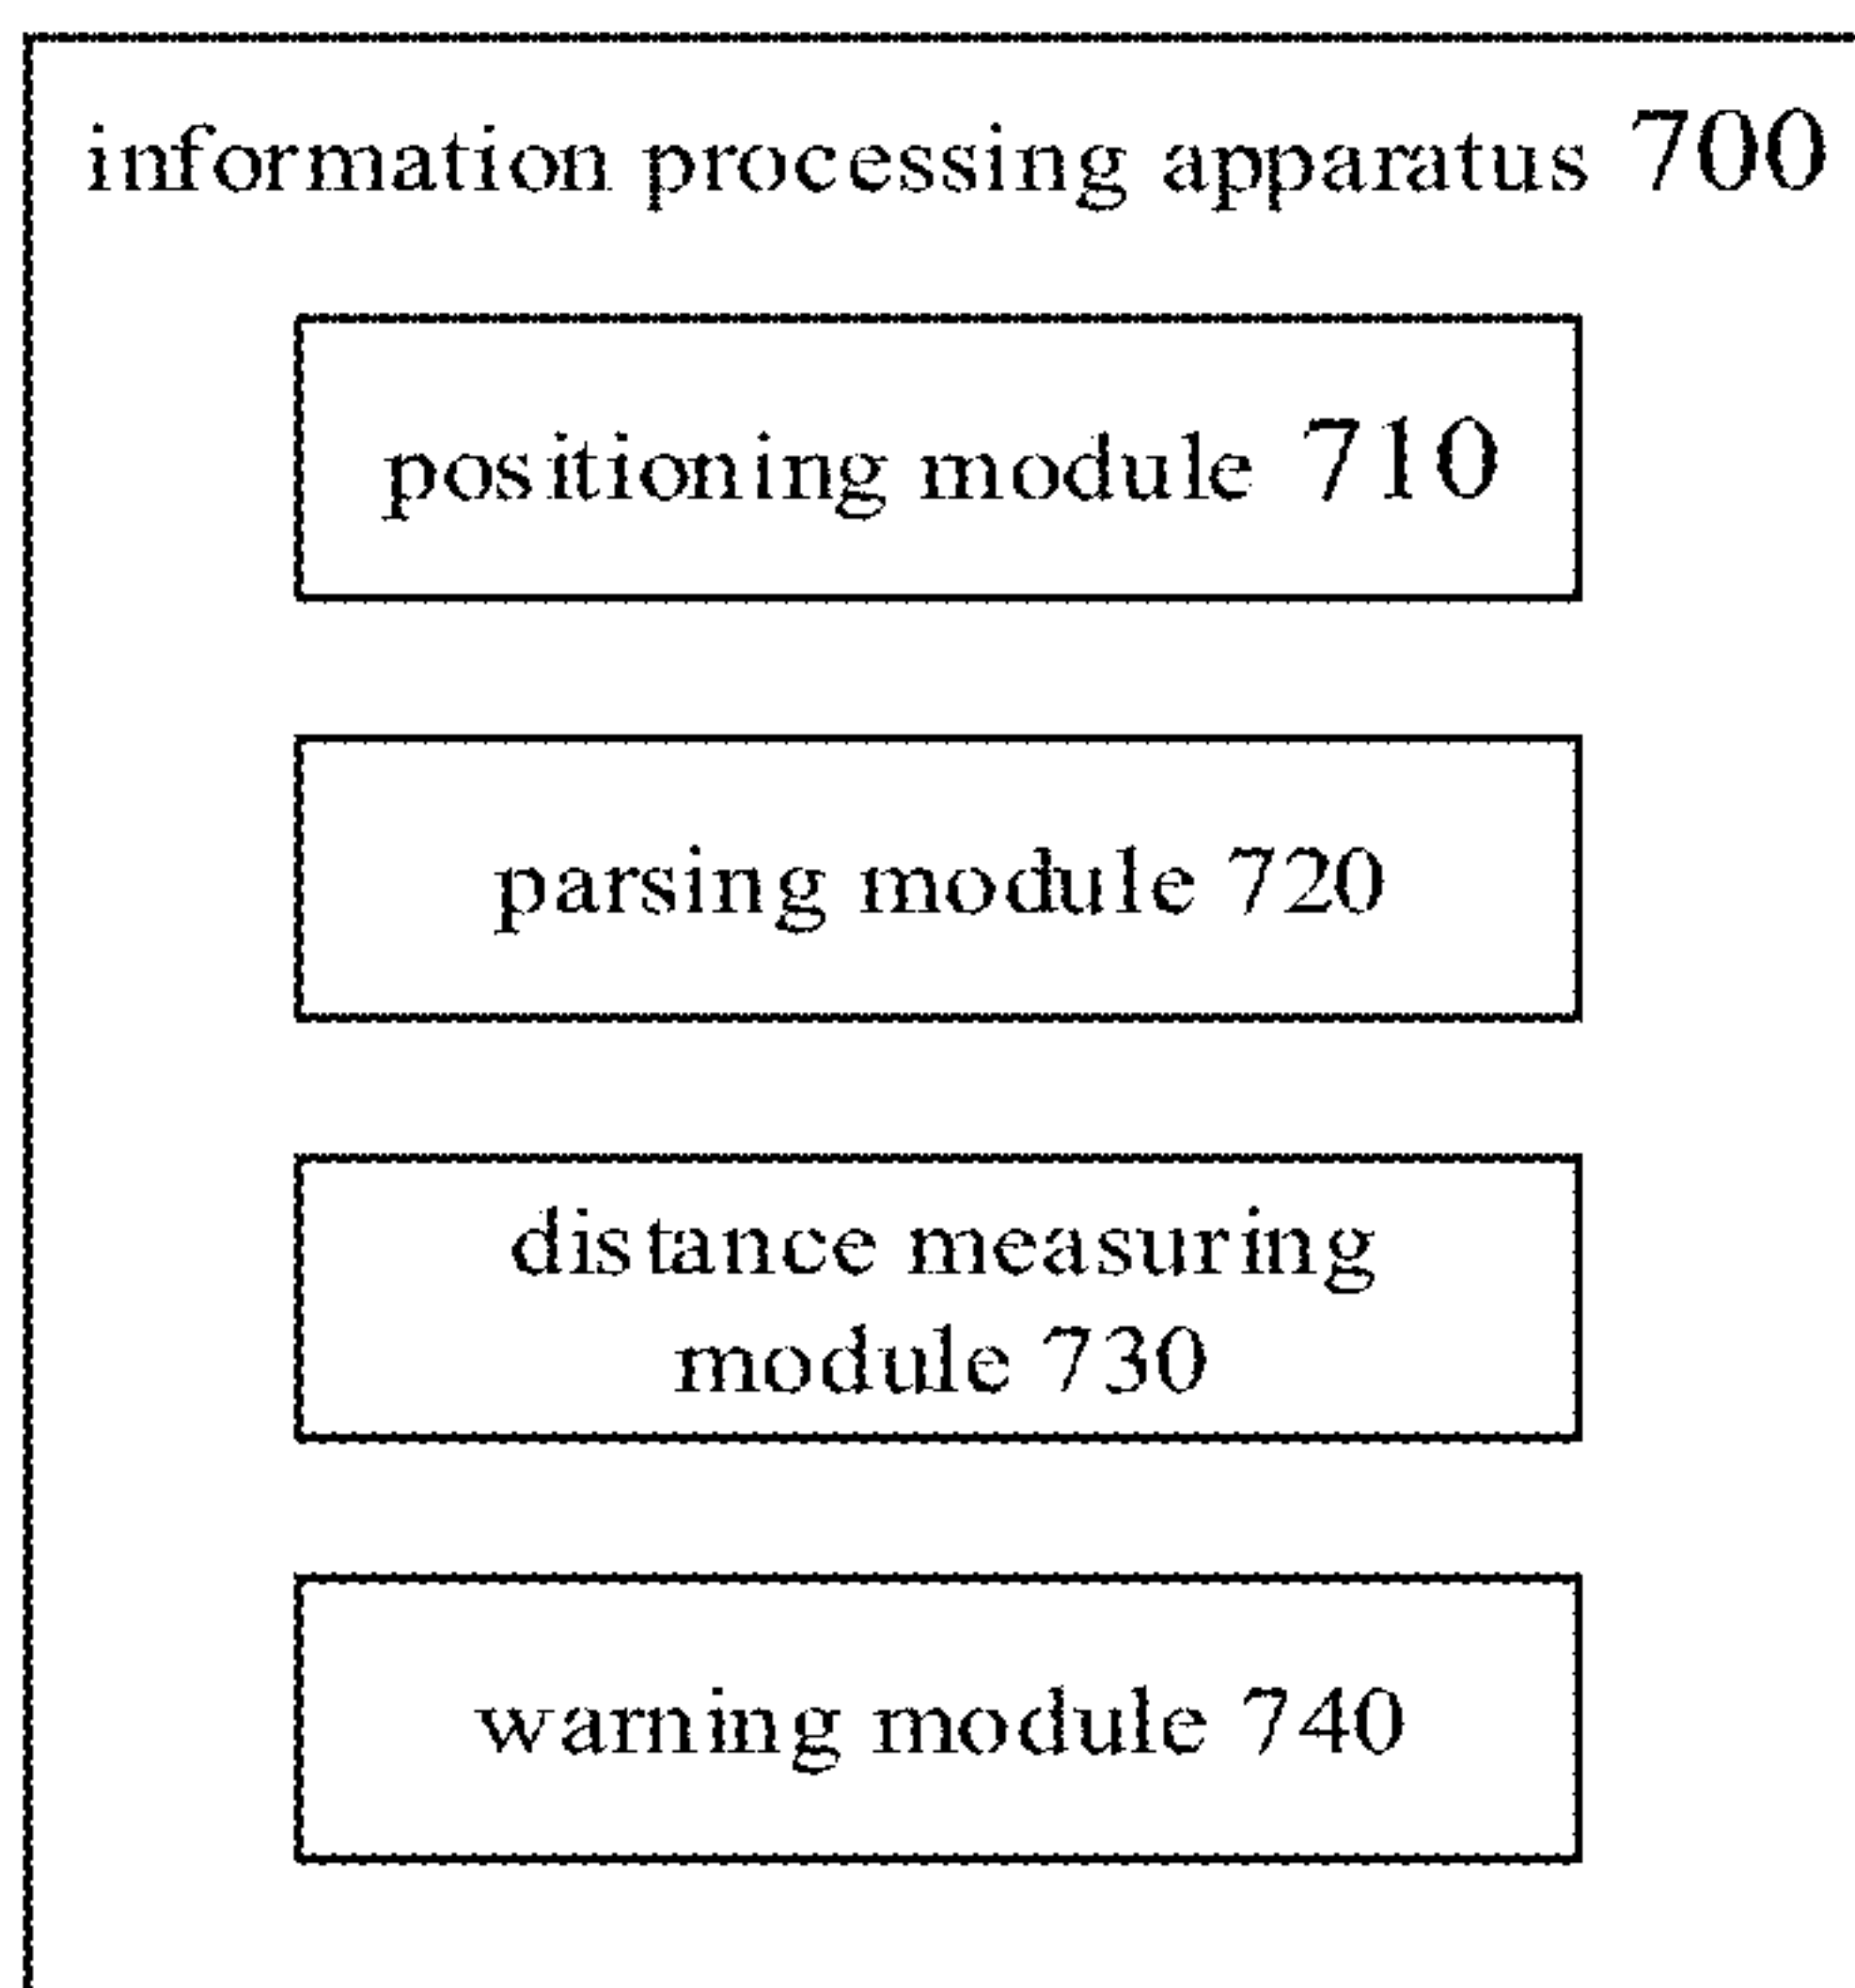 information processing apparatus 700
positioning module 710
parsing module 720
distance measuring
module 730
warning module 740